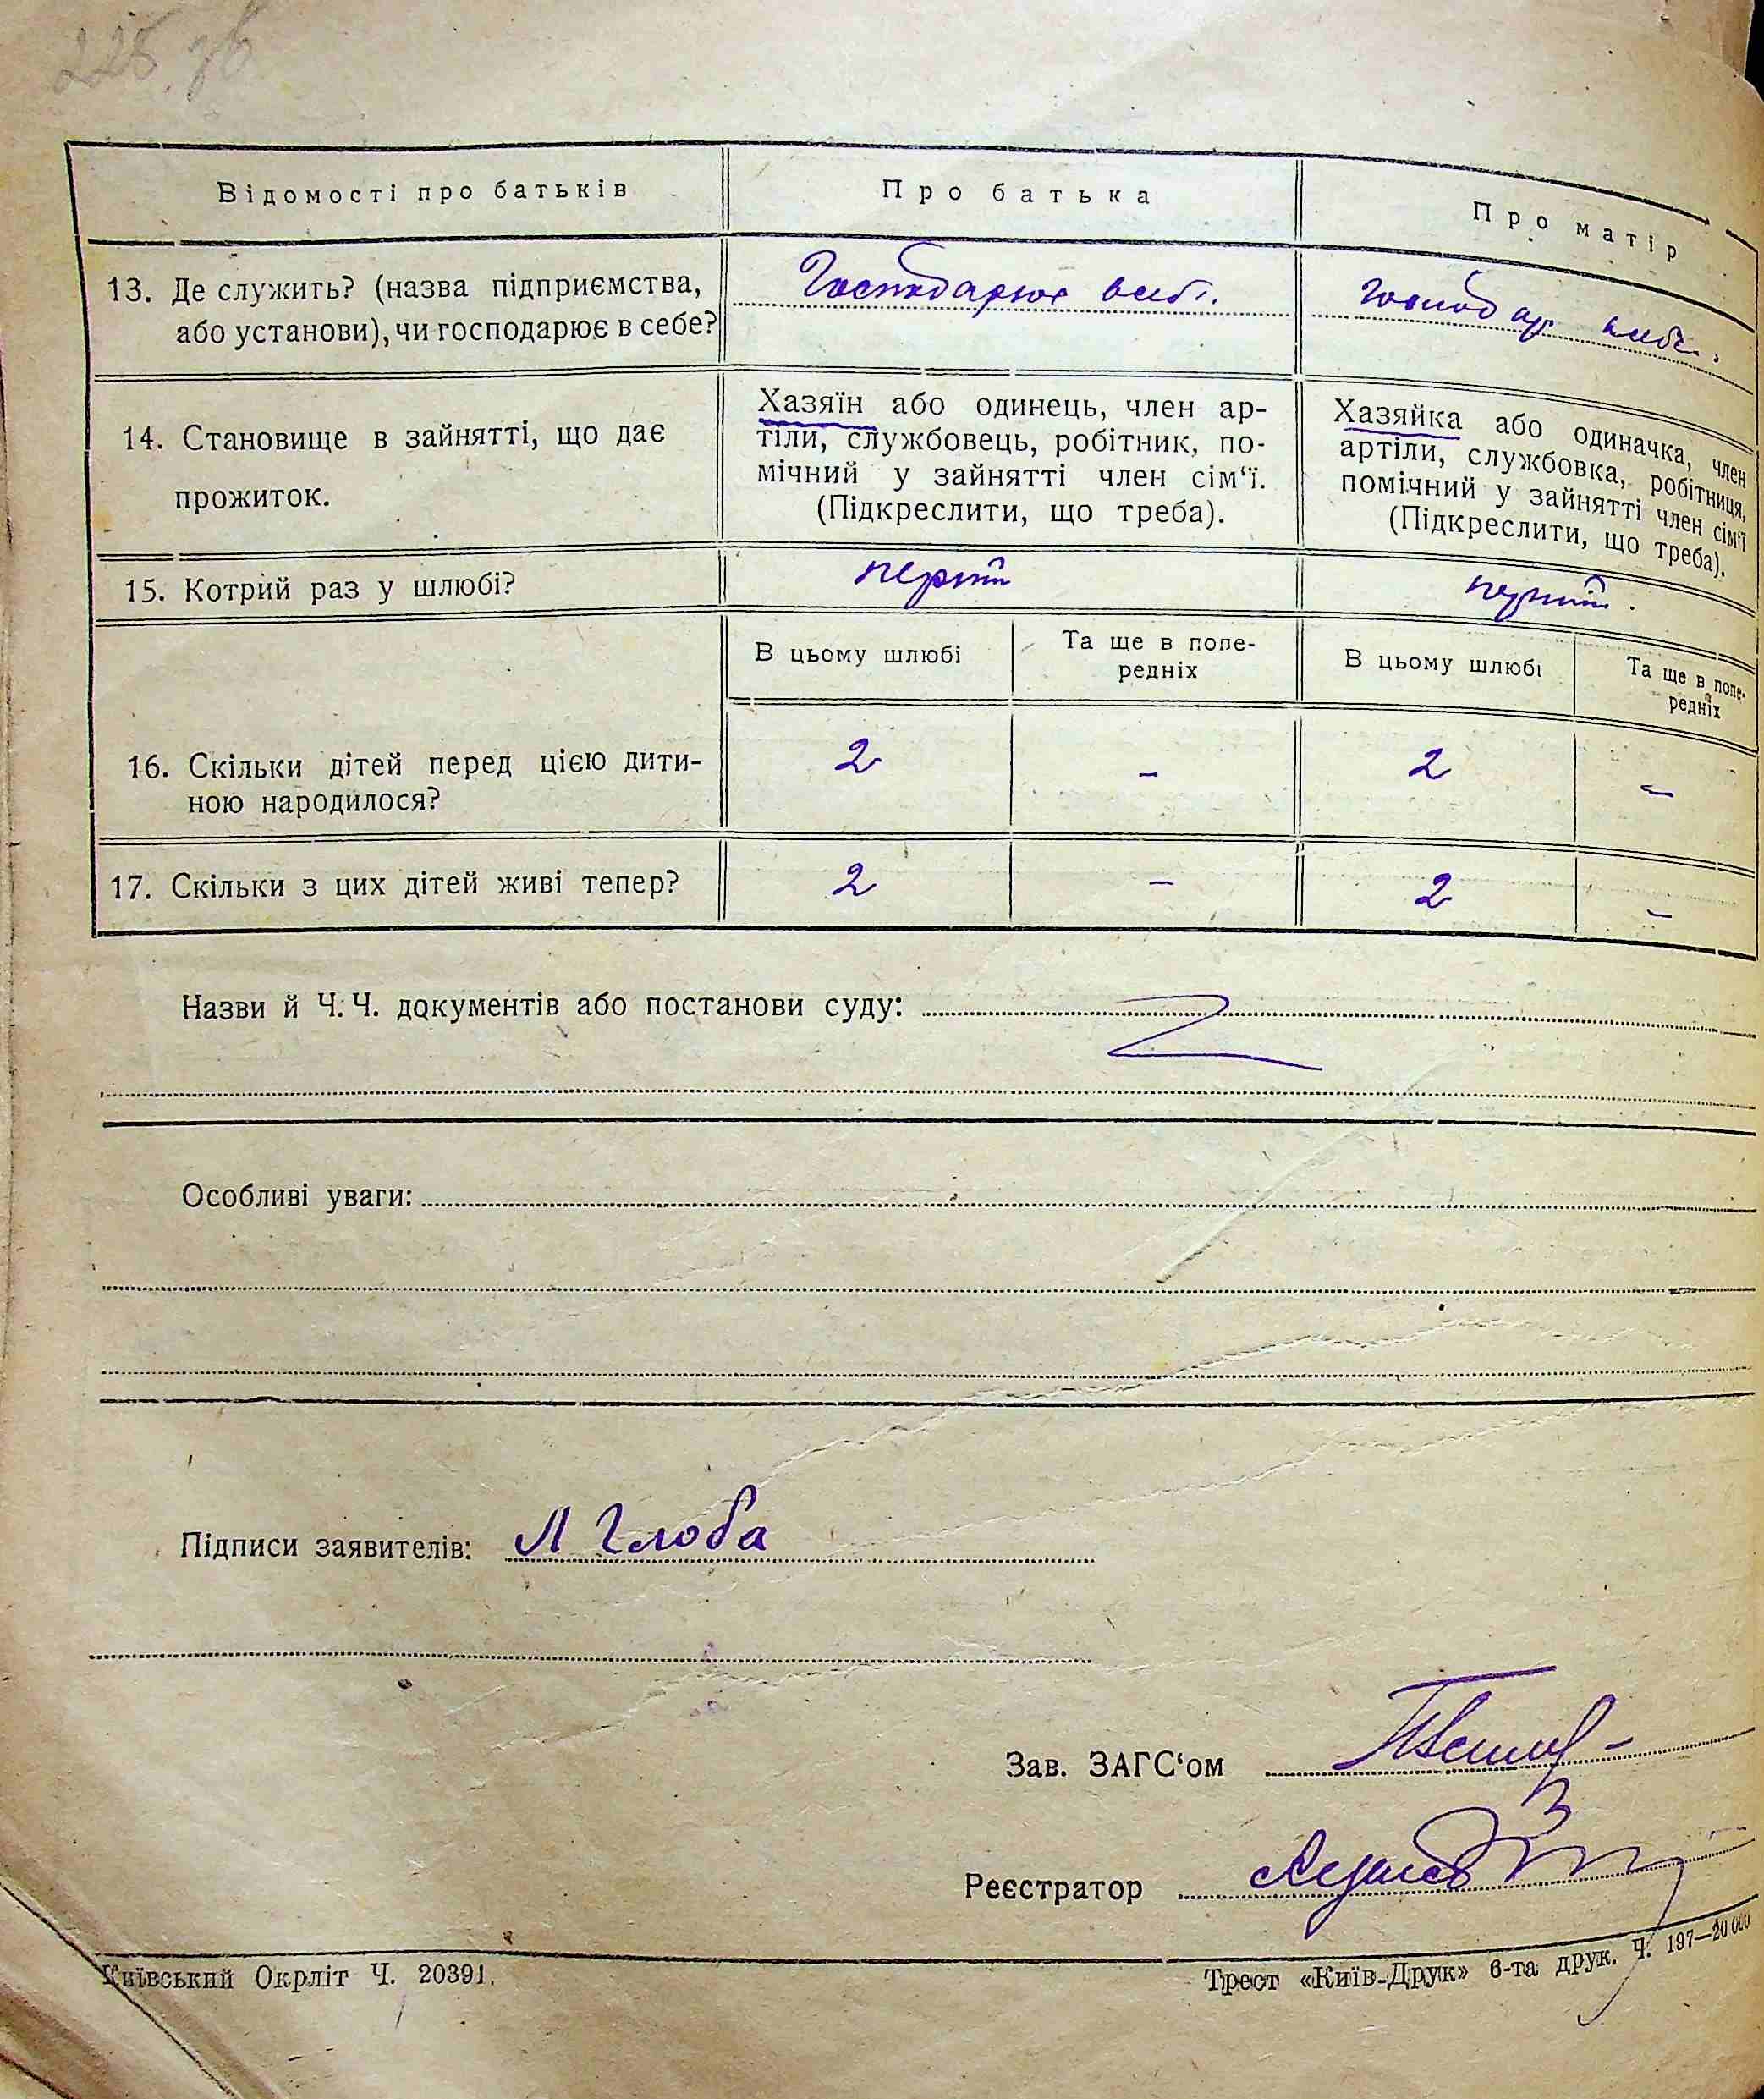 225 зв
Відомості про батьків
Про батька
Про матір
13. Де служить? (назва підприємства,
або установи), чи господарює в себе?
Господарює в себе.
господар. в себе.
14. Становище в зайнятті, що дає
прожиток.
Хазяїн або одинець, член ар-
тіли, службовець, робітник, по-
мічний у зайнятті член сім‘ї.
(Підкреслити, що треба).
Хазяйка або одиначка, член
артіли, службовка, робітниця,
помічний у зайнятті член сім‘ї
(Підкреслити, що треба).
15. Котрий раз у шлюбі?
перший
перший.
В цьому шлюбі
Та ще в попе-
редніх
В цьому шлюбі
Та ще в попе-
редніх
16. Скільки дітей перед цією дити-
ною народилося?
2
–
2
–
17. Скільки з цих дітей живі тепер?
2
–
2
–
Назви й Ч. Ч. документів або постанови суду:
Особливі уваги:
Підписи заявителів: Л Глоба
Зав. ЗАГС‘ом
Реєстратор
Київський Окрліт Ч. 20391.
Трест «Київ-Друк» 6-та друк. Ч. 197—20 000